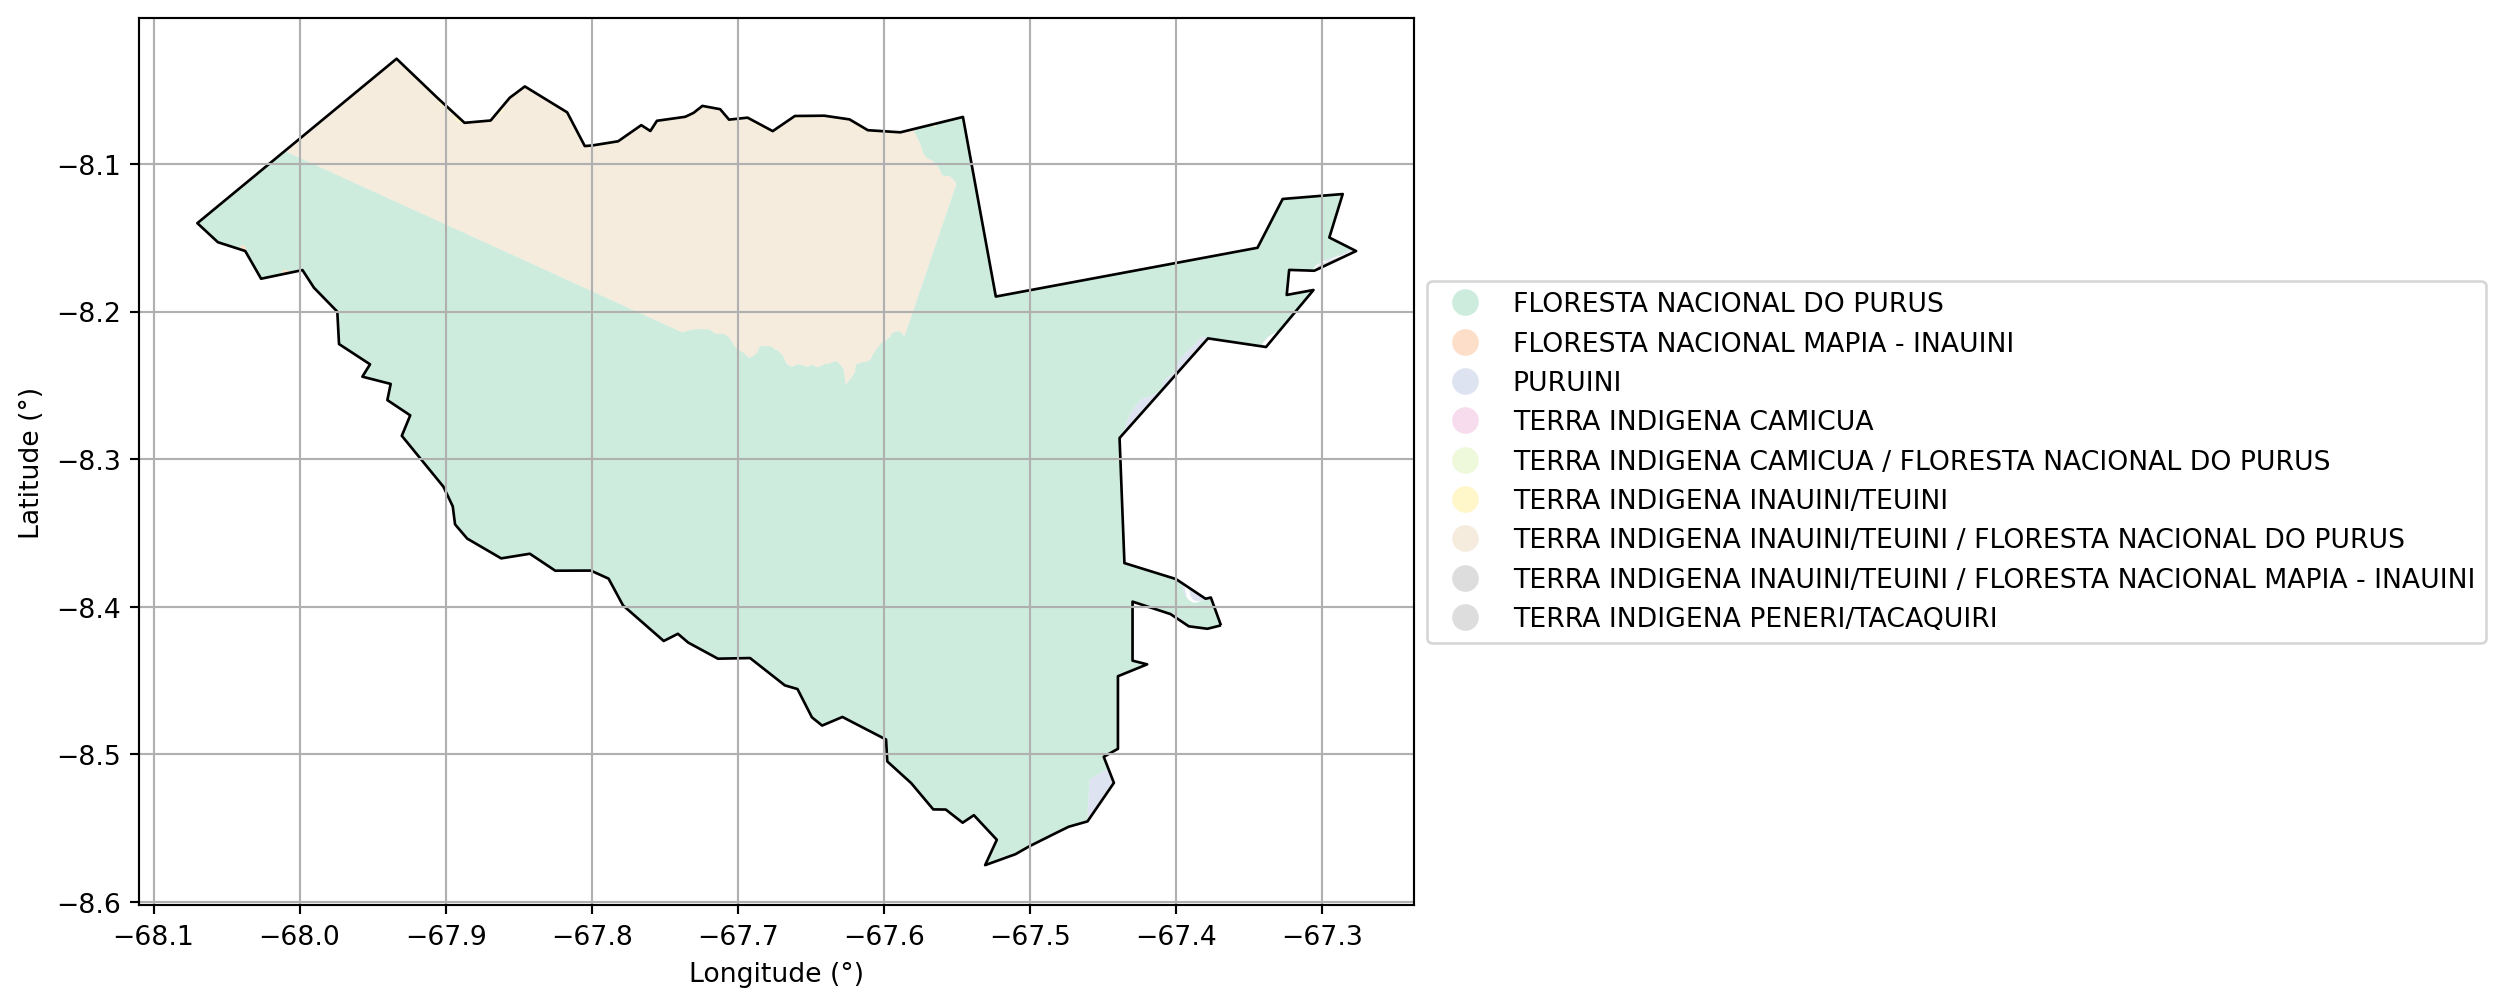 −8.1
−8.2
−8.3
−8.4
−8.5
−8.6
Latitude (°)
−68.1 −68.0 −67.9 −67.8 −67.7 −67.6 −67.5 −67.4 −67.3
Longitude (°)
FLORESTA NACIONAL DO PURUS
FLORESTA NACIONAL MAPIA - INAUINI
PURUINI
TERRA INDIGENA CAMICUA
TERRA INDIGENA CAMICUA / FLORESTA NACIONAL DO PURUS
TERRA INDIGENA INAUINI/TEUINI
TERRA INDIGENA INAUINI/TEUINI / FLORESTA NACIONAL DO PURUS
TERRA INDIGENA INAUINI/TEUINI / FLORESTA NACIONAL MAPIA - INAUINI
TERRA INDIGENA PENERI/TACAQUIRI